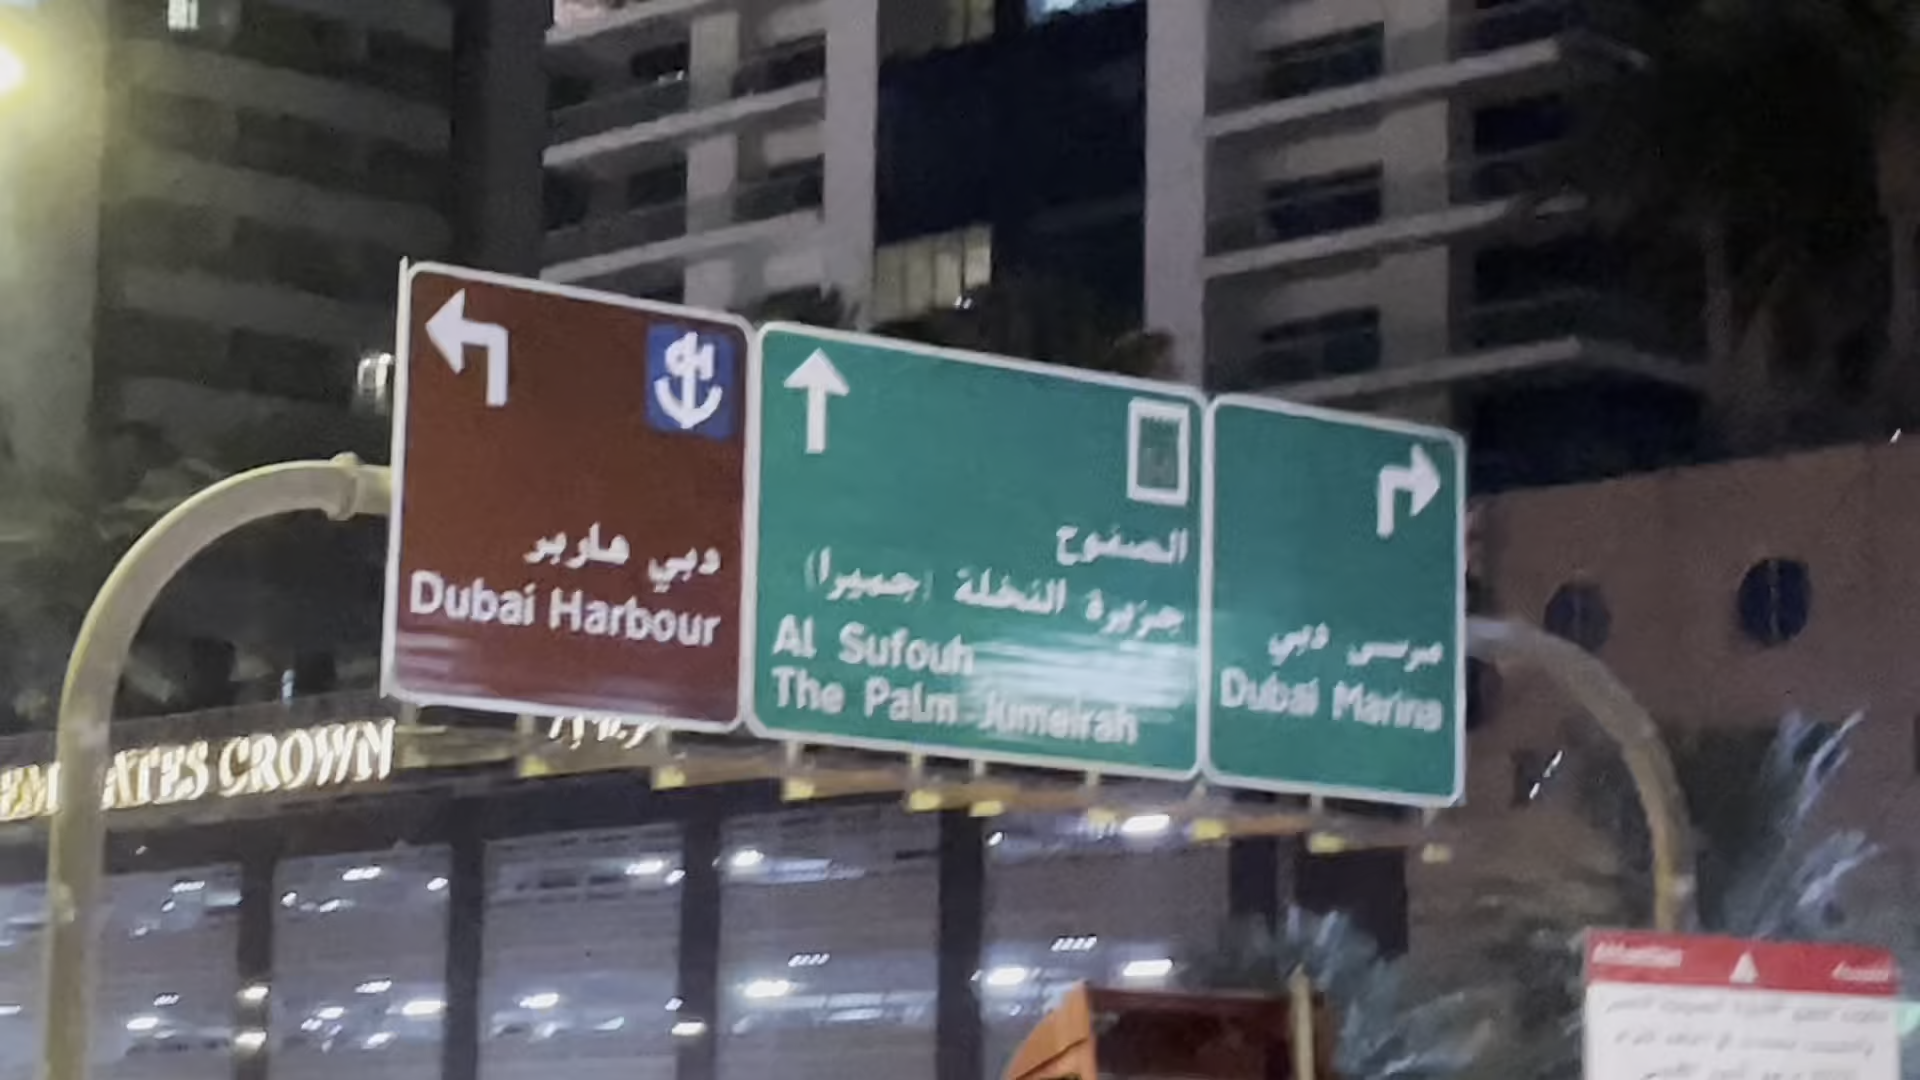 دبي هاربر
Dubai Harbour
الصفوح
جزيرة النخلة (جميرا)
Al Sufouh
The Palm Jumeirah
مرسى دبي
Dubai Marina
EMIRATES CROWN
Attention